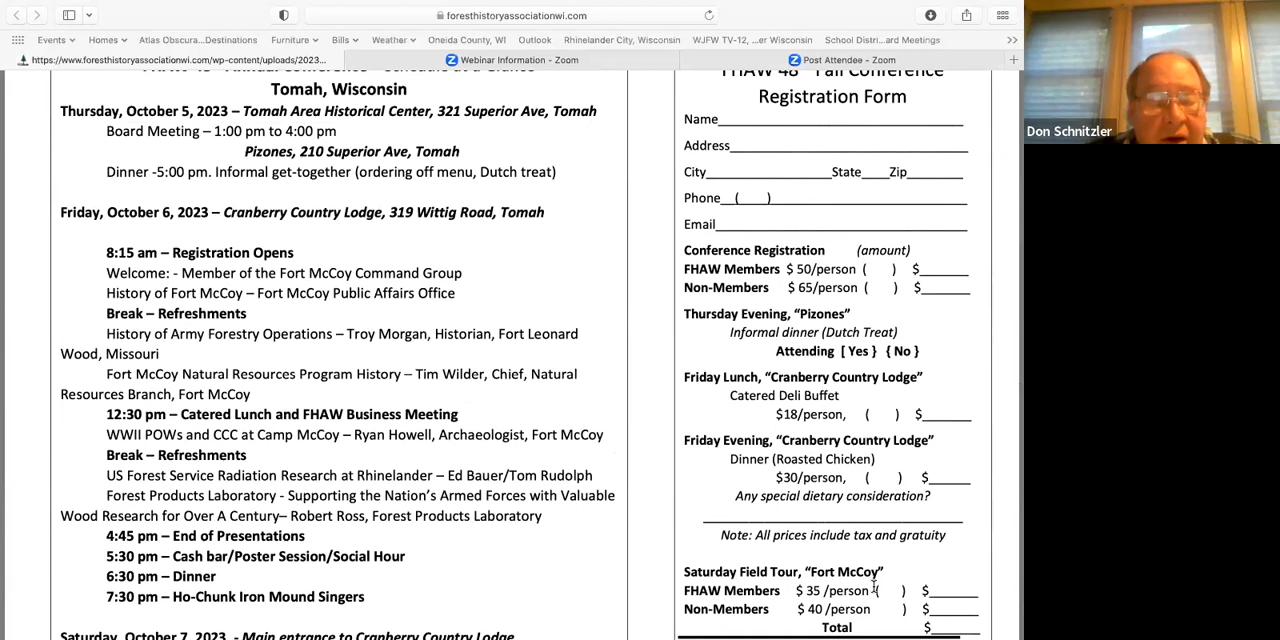 foresthistoryassociationwi.com
Events Homes Atlas Obscura...Destinations Furniture Bills Weather Oneida County, WI Outlook Rhinelander City, Wisconsin WJFW TV-12, ...er Wisconsin School Distri...ard Meetings
https://www.foresthistoryassociationwi.com/wp-content/uploads/2023... Webinar Information - Zoom Post Attendee - Zoom
Tomah, Wisconsin
Thursday, October 5, 2023 – Tomah Area Historical Center, 321 Superior Ave, Tomah
Board Meeting – 1:00 pm to 4:00 pm
Pizones, 210 Superior Ave, Tomah
Dinner -5:00 pm. Informal get-together (ordering off menu, Dutch treat)
Friday, October 6, 2023 – Cranberry Country Lodge, 319 Wittig Road, Tomah
8:15 am – Registration Opens
Welcome: - Member of the Fort McCoy Command Group
History of Fort McCoy – Fort McCoy Public Affairs Office
Break – Refreshments
History of Army Forestry Operations – Troy Morgan, Historian, Fort Leonard
Wood, Missouri
Fort McCoy Natural Resources Program History – Tim Wilder, Chief, Natural
Resources Branch, Fort McCoy
12:30 pm – Catered Lunch and FHAW Business Meeting
WWII POWs and CCC at Camp McCoy – Ryan Howell, Archaeologist, Fort McCoy
Break – Refreshments
US Forest Service Radiation Research at Rhinelander – Ed Bauer/Tom Rudolph
Forest Products Laboratory - Supporting the Nation's Armed Forces with Valuable
Wood Research for Over A Century– Robert Ross, Forest Products Laboratory
4:45 pm – End of Presentations
5:30 pm – Cash bar/Poster Session/Social Hour
6:30 pm – Dinner
7:30 pm – Ho-Chunk Iron Mound Singers
Saturday, October 7, 2023 - Main entrance to Cranberry Country Lodge
FHAW 48 Fall Conference
Registration Form
Name
Address
City State Zip
Phone ( )
Email
Conference Registration (amount)
FHAW Members $ 50/person ( ) $
Non-Members $ 65/person ( ) $
Thursday Evening, “Pizones”
Informal dinner (Dutch Treat)
Attending [ Yes } { No }
Friday Lunch, “Cranberry Country Lodge”
Catered Deli Buffet
$18/person, ( ) $
Friday Evening, “Cranberry Country Lodge”
Dinner (Roasted Chicken)
$30/person, ( ) $
Any special dietary consideration?
Note: All prices include tax and gratuity
Saturday Field Tour, “Fort McCoy”
FHAW Members $ 35 /person ( ) $
Non-Members $ 40 /person ) $
Total $
Don Schnitzler